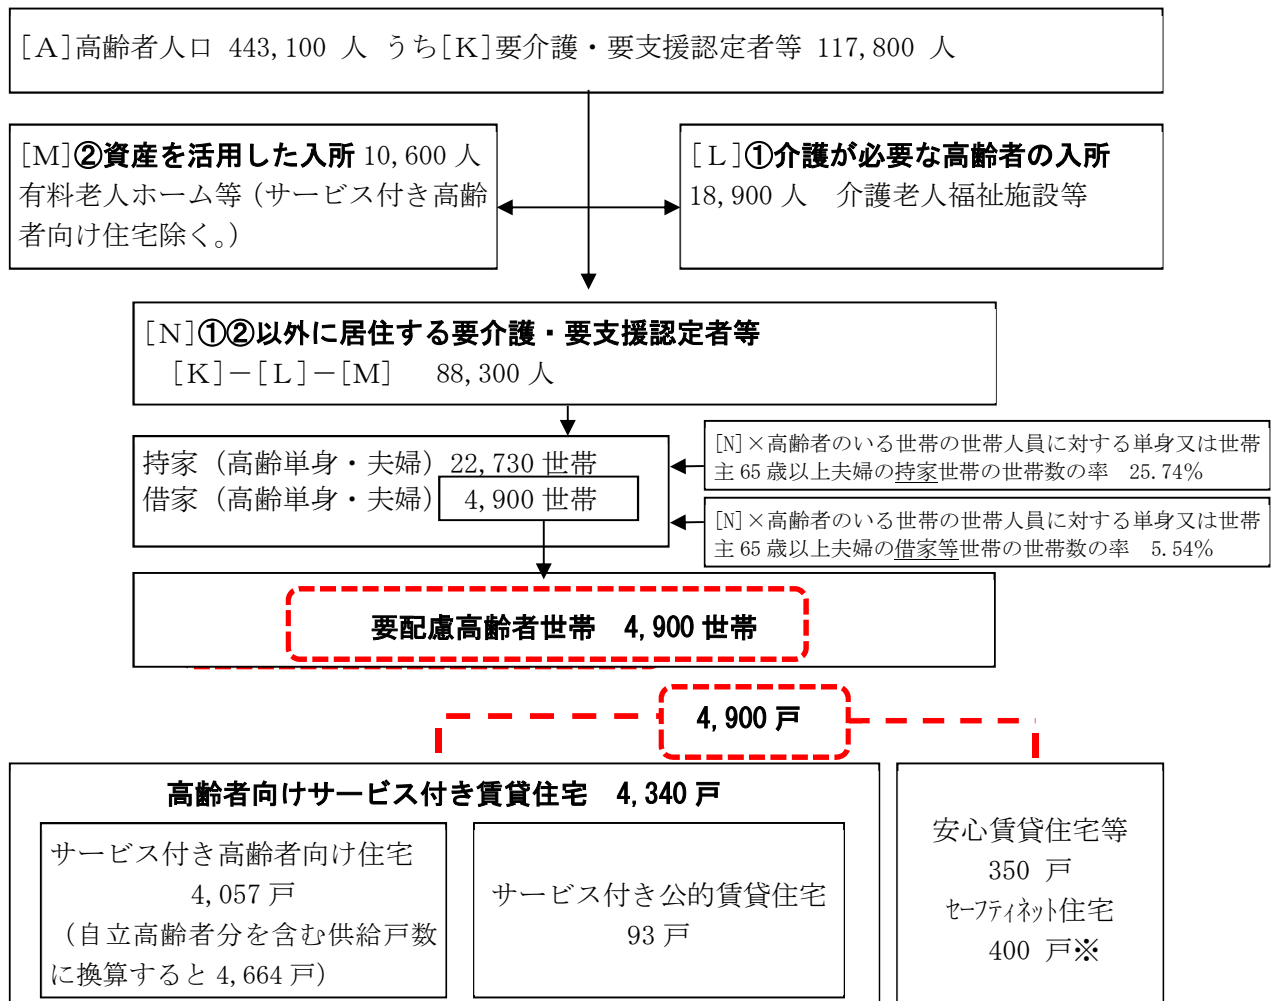 [A]高齢者人口 443,100 人 うち[K]要介護・要支援認定者等 117,800 人
[M]②資産を活用した入所 10,600 人
有料老人ホーム等（サービス付き高齢
者向け住宅除く。）
[L]①介護が必要な高齢者の入所
18,900 人　介護老人福祉施設等
[N]①②以外に居住する要介護・要支援認定者等
[K]－[L]－[M]　88,300 人
持家（高齢単身・夫婦）22,730 世帯
借家（高齢単身・夫婦） 4,900 世帯
[N]×高齢者のいる世帯の世帯人員に対する単身又は世帯
主 65 歳以上夫婦の持家世帯の世帯数の率　25.74%
[N]×高齢者のいる世帯の世帯人員に対する単身又は世帯
主 65 歳以上夫婦の借家等世帯の世帯数の率　5.54%
要配慮高齢者世帯　4,900 世帯
4,900 戸
高齢者向けサービス付き賃貸住宅　4,340 戸
サービス付き高齢者向け住宅
4,057 戸
（自立高齢者分を含む供給戸数
に換算すると 4,664 戸）
サービス付き公的賃貸住宅
93 戸
安心賃貸住宅等
350 戸
ｾｰﾌﾃｨﾈｯﾄ住宅
400 戸※